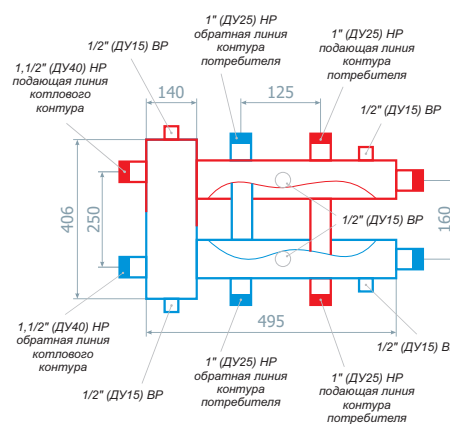 1" (ДУ25) НР
обратная линия
контура
потребителя
1" (ДУ25) НР
подающая линия
контура
потребителя
1/2" (ДУ15) ВР
1,1/2" (ДУ40) НР
подающая линия
котлового
контура
140
125
1/2" (ДУ15) ВР
406
250
1/2" (ДУ15) ВР
160
1,1/2" (ДУ40) НР
обратная линия
котлового
контура
495
1/2" (ДУ15) В
1/2" (ДУ15) ВР
1" (ДУ25) НР
обратная линия
контура
потребителя
1" (ДУ25) НР
подающая линия
контура
потребителя